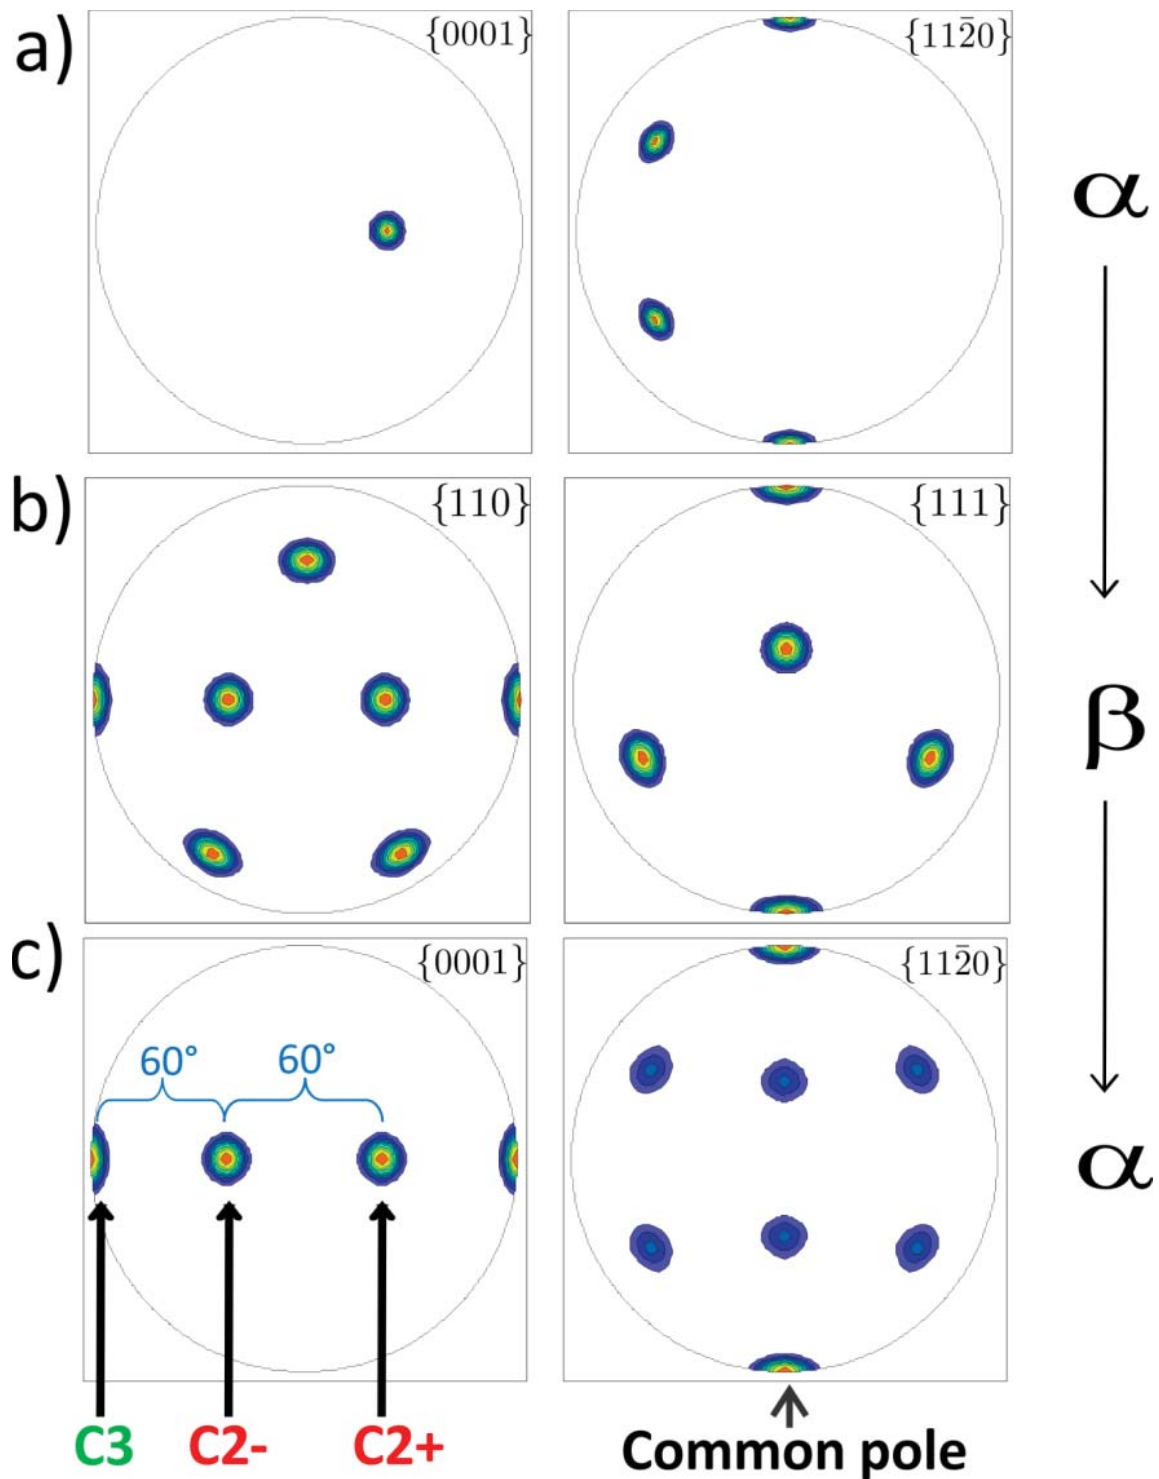 a)
{0001}
{112̄0}
α
b)
{110}
{111}
β
c)
{0001}
{112̄0}
60°
60°
α
C3
C2-
C2+
Common pole